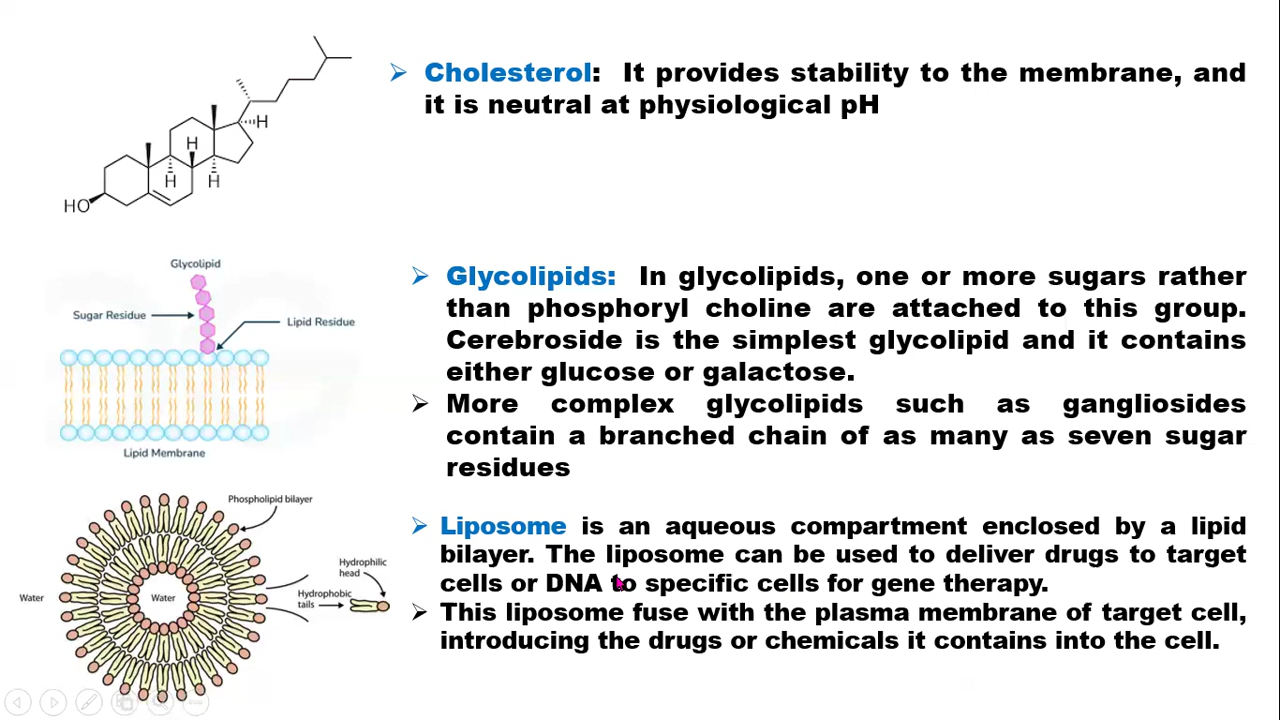 Cholesterol: It provides stability to the membrane, and
it is neutral at physiological pH
HO
H
H
H
H
Glycolipid
Sugar Residue
Lipid Residue
Lipid Membrane
Glycolipids: In glycolipids, one or more sugars rather
than phosphoryl choline are attached to this group.
Cerebroside is the simplest glycolipid and it contains
either glucose or galactose.
More complex glycolipids such as gangliosides
contain a branched chain of as many as seven sugar
residues
Phospholipid bilayer
Hydrophilic
head
Hydrophobic
tails
Water
Water
Liposome is an aqueous compartment enclosed by a lipid
bilayer. The liposome can be used to deliver drugs to target
cells or DNA to specific cells for gene therapy.
This liposome fuse with the plasma membrane of target cell,
introducing the drugs or chemicals it contains into the cell.